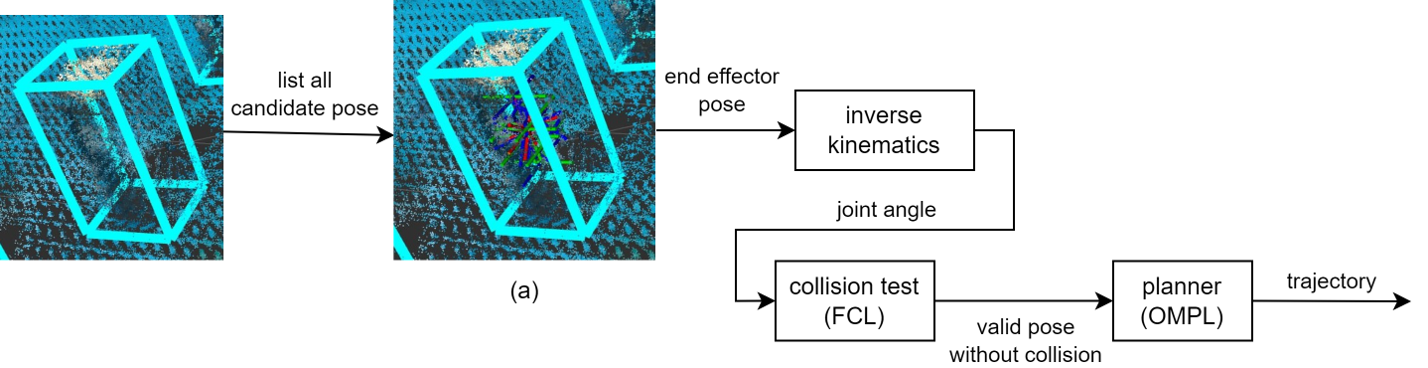 list all
candidate pose
end effector
pose
inverse
kinematics
joint angle
(a)
collision test
(FCL)
valid pose
without collision
planner
(OMPL)
trajectory